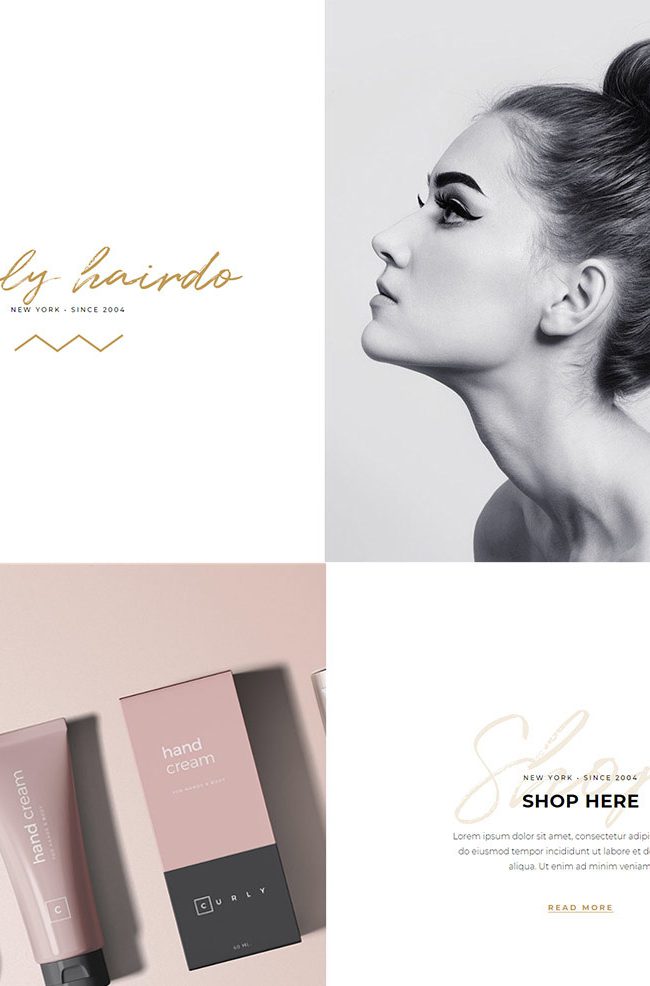 ly hairdo
NEW YORK • SINCE 2004
hand
cream
FOR HANDS & BODY
CURLY
60 ML
hand cream
FOR HANDS & BODY
C
Shop
NEW YORK • SINCE 2004
SHOP HERE
Lorem ipsum dolor sit amet, consectetur adipi
do eiusmod tempor incididunt ut labore et do
aliqua. Ut enim ad minim veniam
READ MORE